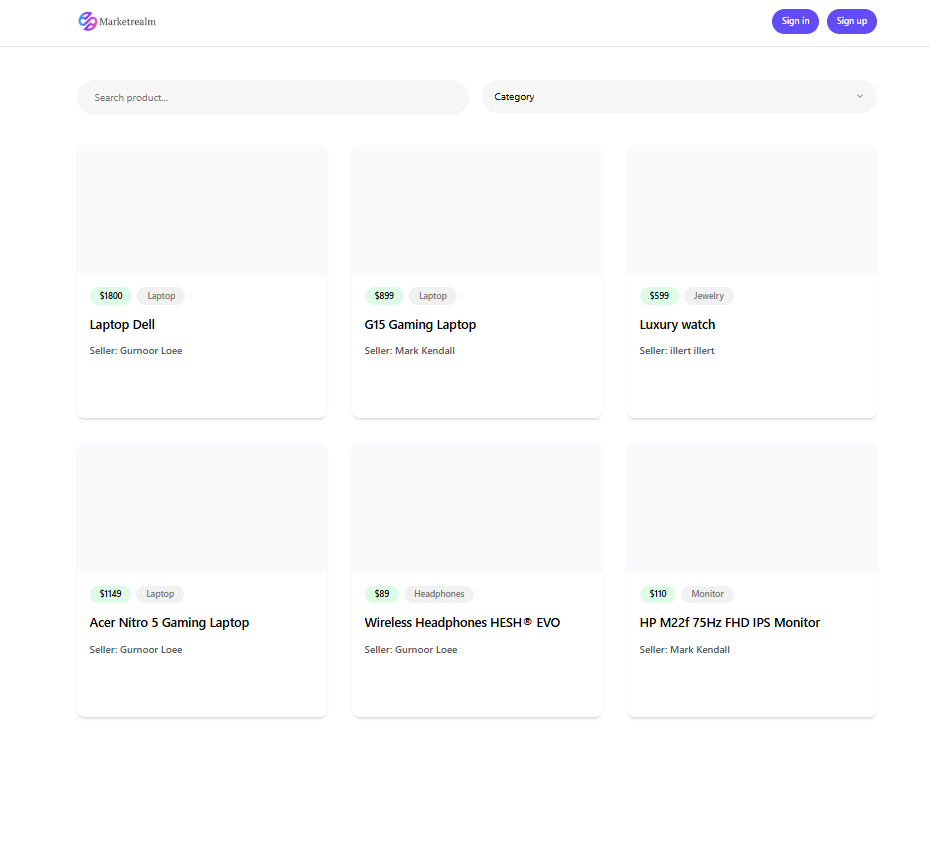 Marketrealm
Sign in
Sign up
Search product...
Category
$1800
Laptop
Laptop Dell
Seller: Gurnoor Loee
$899
Laptop
G15 Gaming Laptop
Seller: Mark Kendall
$599
Jewelry
Luxury watch
Seller: illert illert
$1149
Laptop
Acer Nitro 5 Gaming Laptop
Seller: Gurnoor Loee
$89
Headphones
Wireless Headphones HESH® EVO
Seller: Gurnoor Loee
$110
Monitor
HP M22f 75Hz FHD IPS Monitor
Seller: Mark Kendall